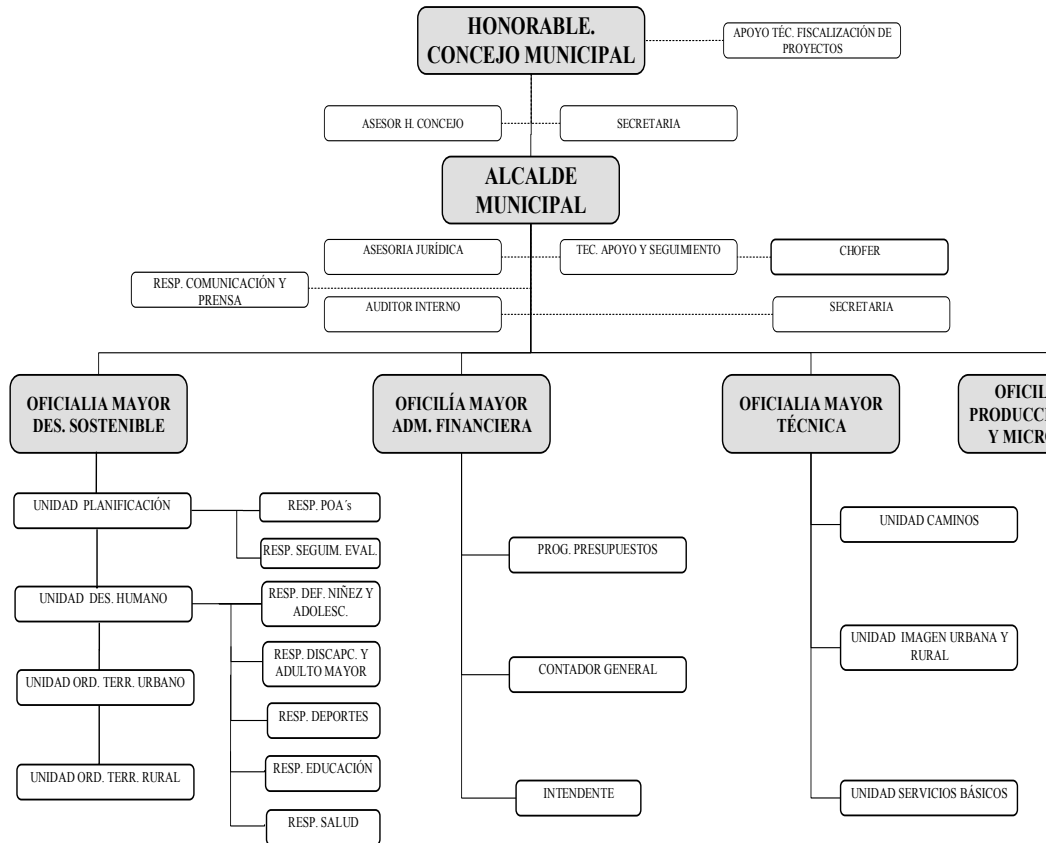 HONORABLE.
CONCEJO MUNICIPAL
APOYO TÉC. FISCALIZACIÓN DE
PROYECTOS
ASESOR H. CONCEJO
SECRETARIA
ALCALDE
MUNICIPAL
ASESORIA JURÍDICA
TEC. APOYO Y SEGUIMIENTO
CHOFER
RESP. COMUNICACIÓN Y
PRENSA
AUDITOR INTERNO
SECRETARIA
OFICIALIA MAYOR
DES. SOSTENIBLE
OFICILÍA MAYOR
ADM. FINANCIERA
OFICIALIA MAYOR
TÉCNICA
Y
UNIDAD PLANIFICACIÓN
RESP. POA´s
RESP. SEGUIM. EVAL.
UNIDAD DES. HUMANO
RESP. DEF. NIÑEZ Y
ADOLESC.
RESP. DISCAPC. Y
ADULTO MAYOR
UNIDAD ORD. TERR. URBANO
RESP. DEPORTES
RESP. EDUCACIÓN
UNIDAD ORD. TERR. RURAL
RESP. SALUD
PROG. PRESUPUESTOS
CONTADOR GENERAL
INTENDENTE
UNIDAD CAMINOS
UNIDAD IMAGEN URBANA Y
RURAL
UNIDAD SERVICIOS BÁSICOS